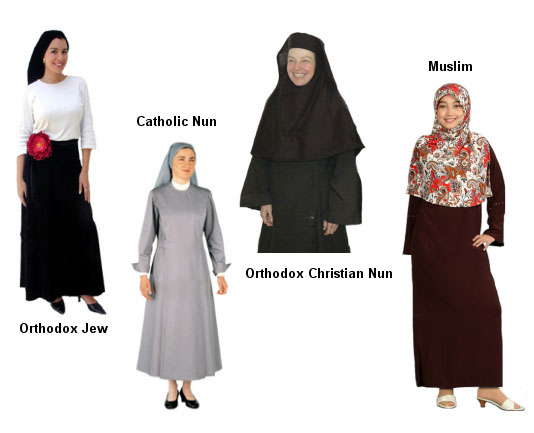 Muslim
Catholic Nun
Orthodox Christian Nun
Orthodox Jew